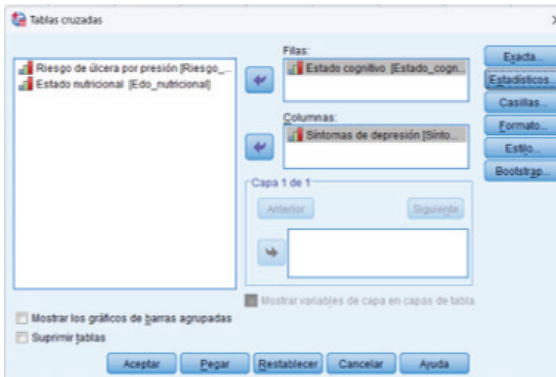 Tablas cruzadas
Riesgo de úlcera por presión [Riesgo_...
Estado nutricional [Edo_nutricional]
Filas:
Estado cognitivo [Estado_cogn...
Columnas:
Síntomas de depresión [Sínto...
Capa 1 de 1
Anterior
Siguiente
Mostrar variables de capa en capas de tabla
Mostrar los gráficos de barras agrupadas
Suprimir tablas
Exacta...
Estadísticos...
Casillas...
Formato...
Estilo...
Bootstrap...
Aceptar
Pegar
Restablecer
Cancelar
Ayuda